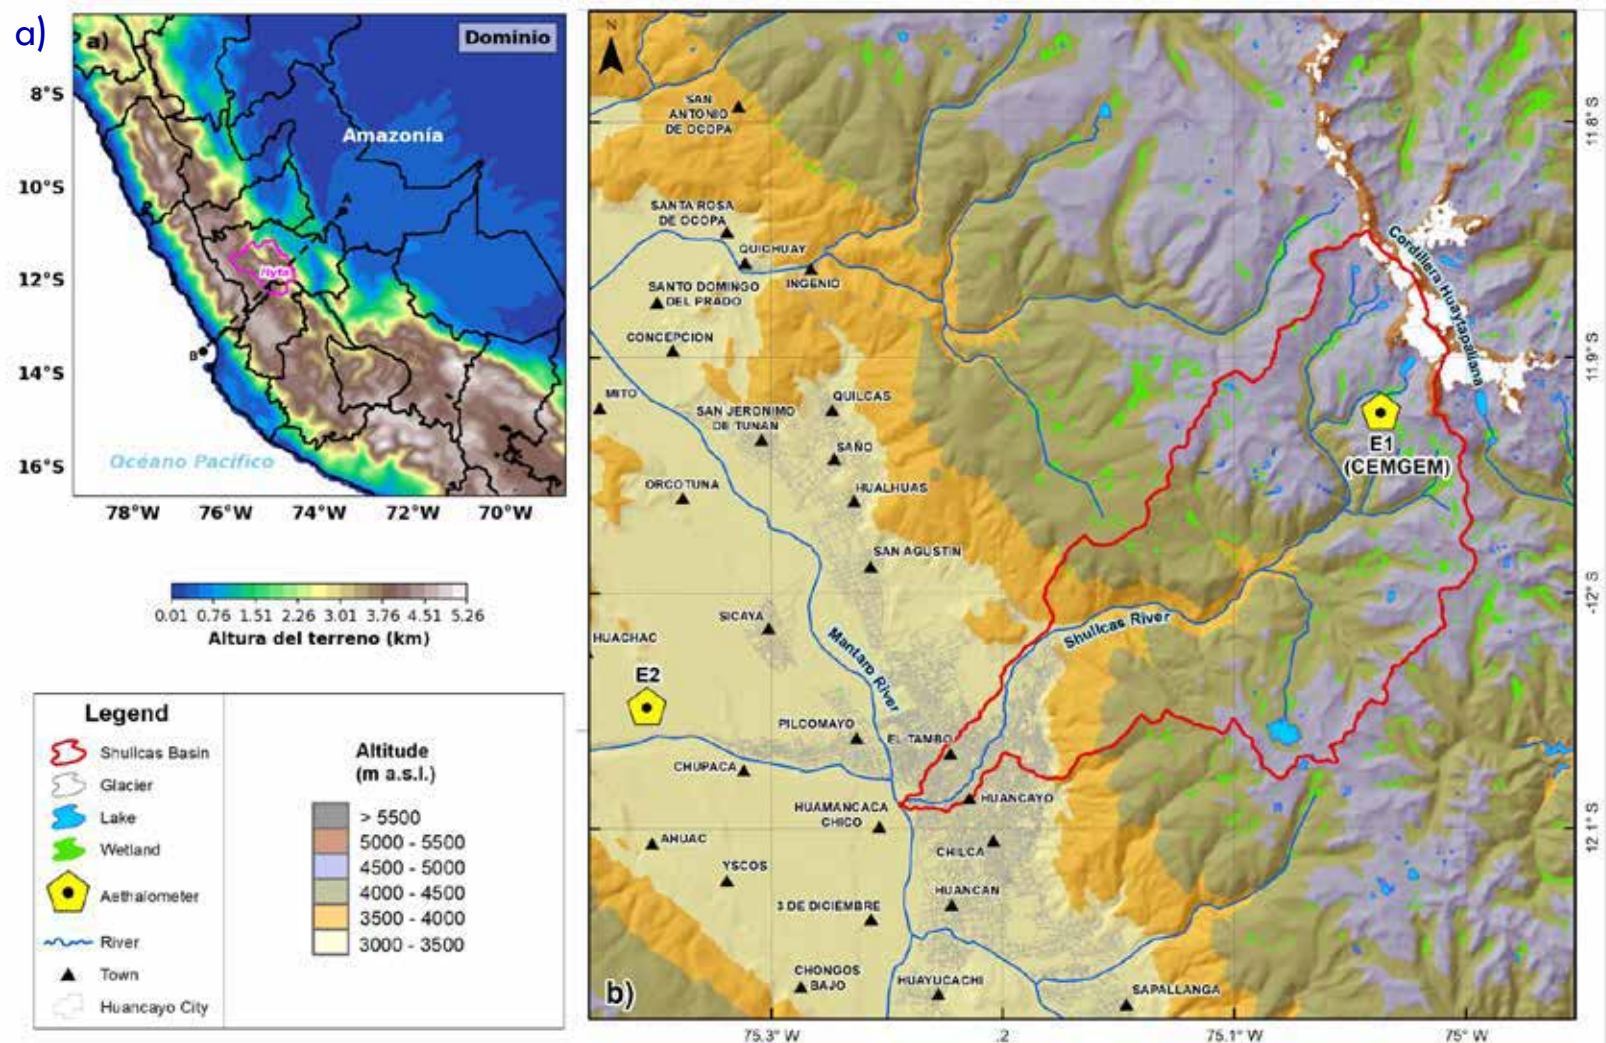 a)
a)
Dominio
Amazonía
A
Hyfa
B
Océano Pacífico
8°S
10°S
12°S
14°S
16°S
78°W
76°W
74°W
72°W
70°W
0.01 0.76 1.51 2.26 3.01 3.76 4.51 5.26
Altura del terreno (km)
Legend
Shullcas Basin
Glacier
Lake
Wetland
Aethalometer
River
Town
Huancayo City
Altitude
(m a.s.l.)
> 5500
5000 - 5500
4500 - 5000
4000 - 4500
3500 - 4000
3000 - 3500
N
SAN
ANTONIO
DE OCOPA
SANTA ROSA
DE OCOPA
QUICHUAY
INGENIO
SANTO DOMINGO
DEL PRADO
CONCEPCION
MITO
SAN JERONIMO
DE TUNAN
QUILCAS
SAÑO
ORCOTUNA
HUALHUAS
SAN AGUSTIN
SICAYA
HUACHAC
E2
Mantaro River
Shullcas River
Cordillera Huaytapallana
E1
(CEMGEM)
PILCOMAYO
EL TAMBO
CHUPACA
HUAMANCACA
CHICO
HUANCAYO
AHUAC
CHILCA
YSCOS
HUANCAN
3 DE DICIEMBRE
CHONGOS
BAJO
HUAYUCACHI
SAPALLANGA
b)
11.8° S
11.9° S
-12° S
12.1° S
75.3° W
.2
75.1° W
75° W